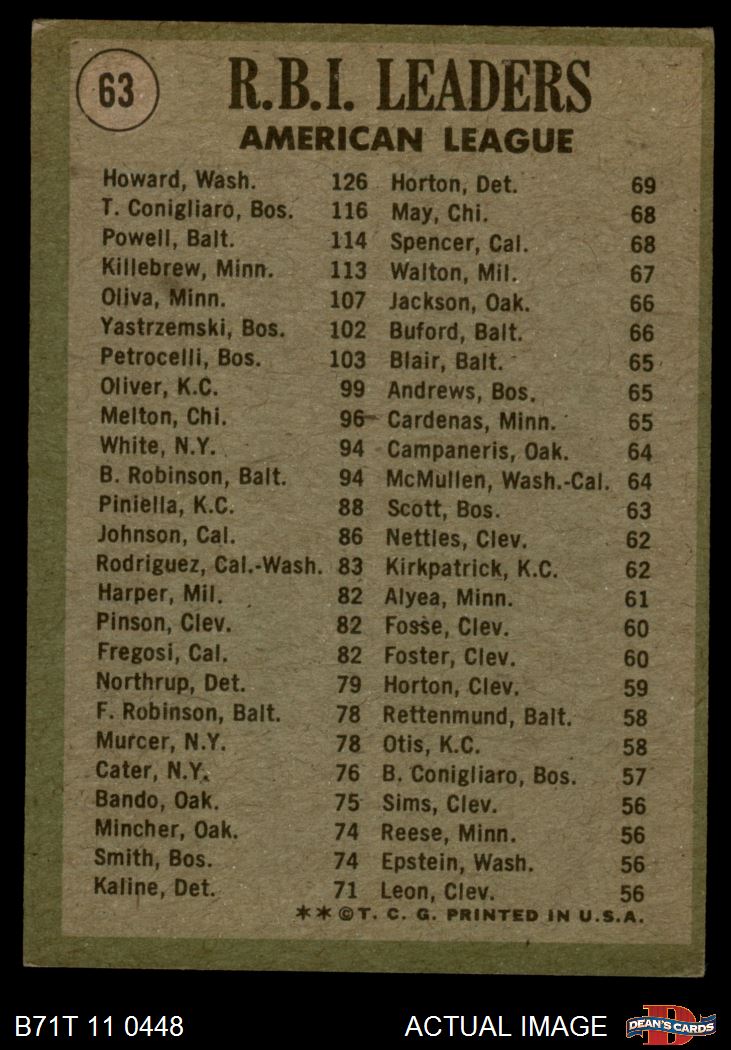 63
R.B.I. LEADERS
AMERICAN LEAGUE
Howard, Wash. 126
T. Conigliaro, Bos. 116
Powell, Balt. 114
Killebrew, Minn. 113
Oliva, Minn. 107
Yastrzemski, Bos. 102
Petrocelli, Bos. 103
Oliver, K.C. 99
Melton, Chi. 96
White, N.Y. 94
B. Robinson, Balt. 94
Piniella, K.C. 88
Johnson, Cal. 86
Rodriguez, Cal.-Wash. 83
Harper, Mil. 82
Pinson, Clev. 82
Fregosi, Cal. 82
Northrup, Det. 79
F. Robinson, Balt. 78
Murcer, N.Y. 78
Cater, N.Y. 76
Bando, Oak. 75
Mincher, Oak. 74
Smith, Bos. 74
Kaline, Det. 71
Horton, Det. 69
May, Chi. 68
Spencer, Cal. 68
Walton, Mil. 67
Jackson, Oak. 66
Buford, Balt. 66
Blair, Balt. 65
Andrews, Bos. 65
Cardenas, Minn. 65
Campaneris, Oak. 64
McMullen, Wash.-Cal. 64
Scott, Bos. 63
Nettles, Clev. 62
Kirkpatrick, K.C. 62
Alyea, Minn. 61
Fosse, Clev. 60
Foster, Clev. 60
Horton, Clev. 59
Rettenmund, Balt. 58
Otis, K.C. 58
B. Conigliaro, Bos. 57
Sims, Clev. 56
Reese, Minn. 56
Epstein, Wash. 56
Leon, Clev. 56
**©T. C. G. PRINTED IN U.S.A.
B71T 11 0448 ACTUAL IMAGE
D
DEAN'S CARDS